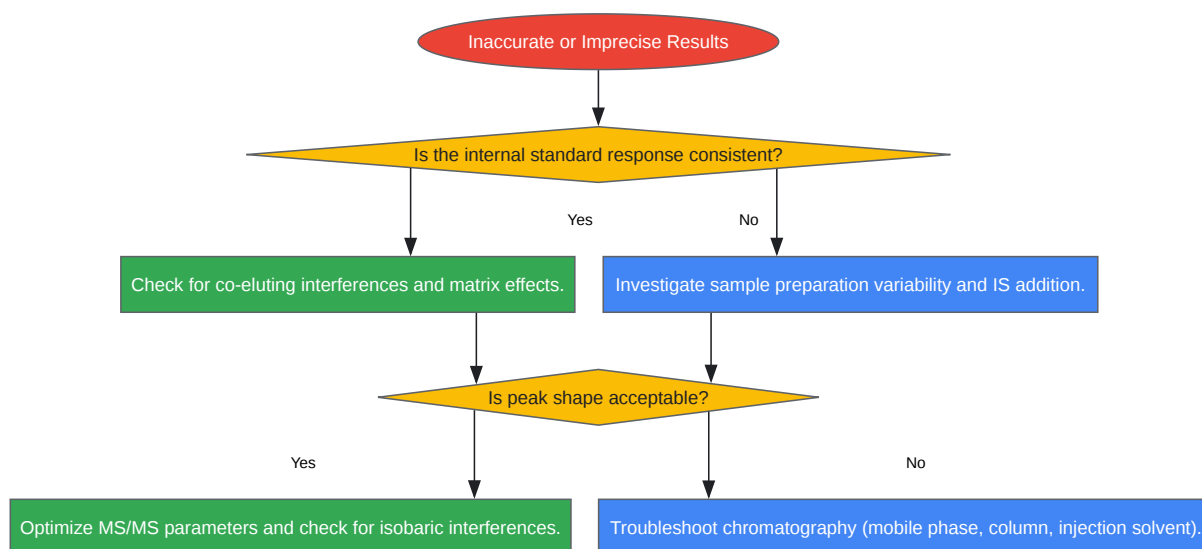 Inaccurate or Imprecise Results
Is the internal standard response consistent?
Yes
No
Check for co-eluting interferences and matrix effects.
Investigate sample preparation variability and IS addition.
Is peak shape acceptable?
Yes
No
Optimize MS/MS parameters and check for isobaric interferences.
Troubleshoot chromatography (mobile phase, column, injection solvent).